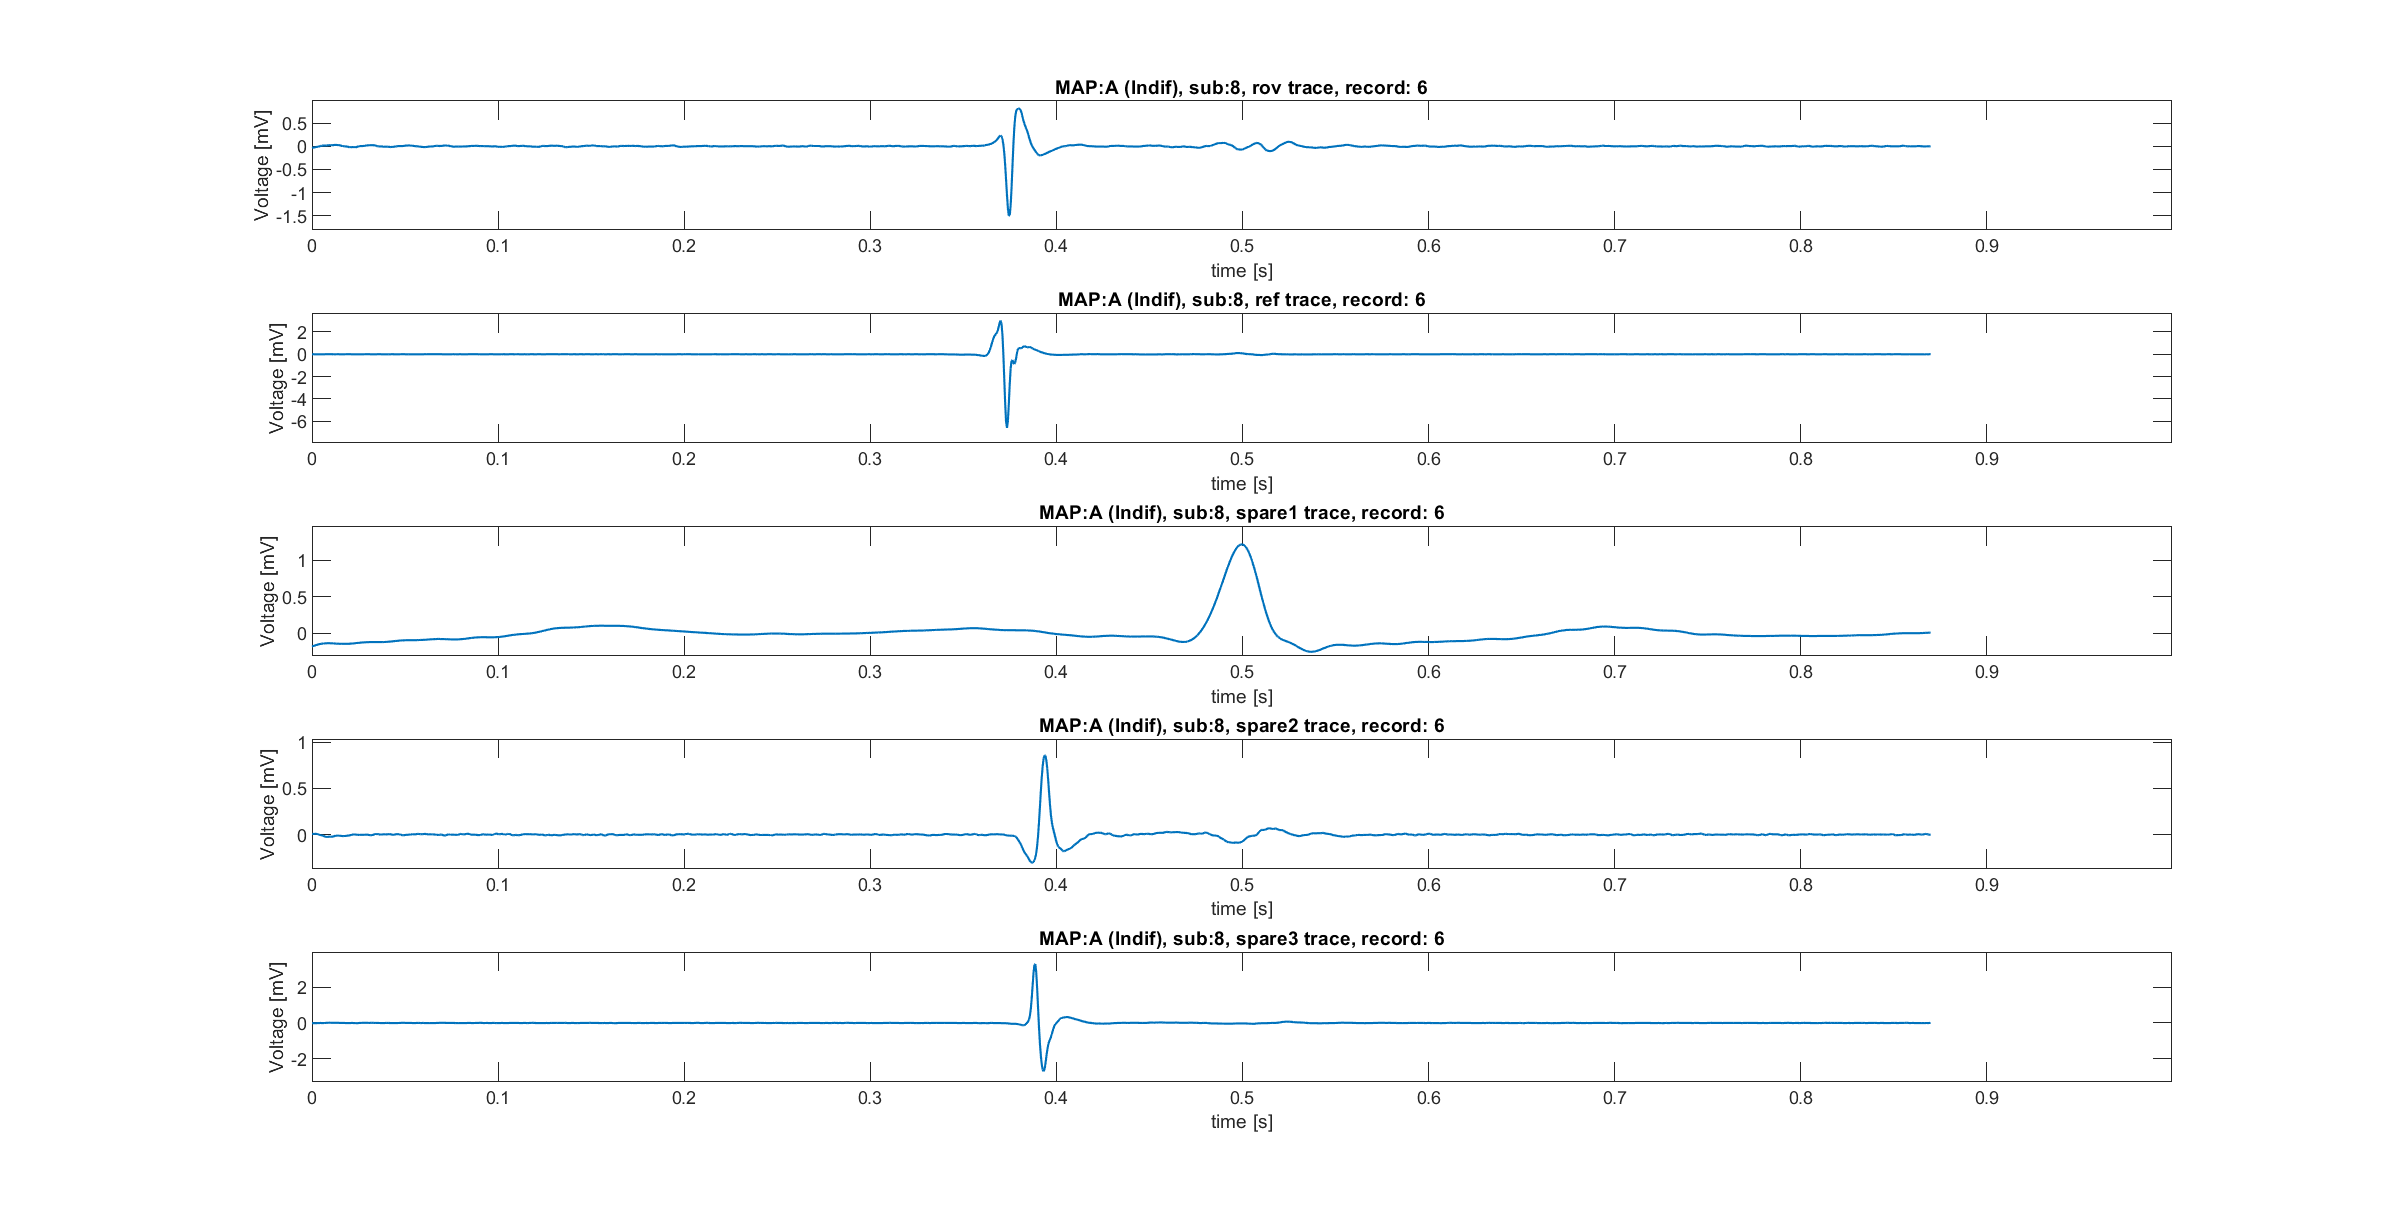 MAP:A (Indif), sub:8, rov trace, record: 6
Voltage [mV]
0.5
0
-0.5
-1
-1.5
0 0.1 0.2 0.3 0.4 0.5 0.6 0.7 0.8 0.9
time [s]
MAP:A (Indif), sub:8, ref trace, record: 6
Voltage [mV]
2
0
-2
-4
-6
0 0.1 0.2 0.3 0.4 0.5 0.6 0.7 0.8 0.9
time [s]
MAP:A (Indif), sub:8, spare1 trace, record: 6
Voltage [mV]
1
0.5
0
0 0.1 0.2 0.3 0.4 0.5 0.6 0.7 0.8 0.9
time [s]
MAP:A (Indif), sub:8, spare2 trace, record: 6
Voltage [mV]
1
0.5
0
0 0.1 0.2 0.3 0.4 0.5 0.6 0.7 0.8 0.9
time [s]
MAP:A (Indif), sub:8, spare3 trace, record: 6
Voltage [mV]
2
0
-2
0 0.1 0.2 0.3 0.4 0.5 0.6 0.7 0.8 0.9
time [s]